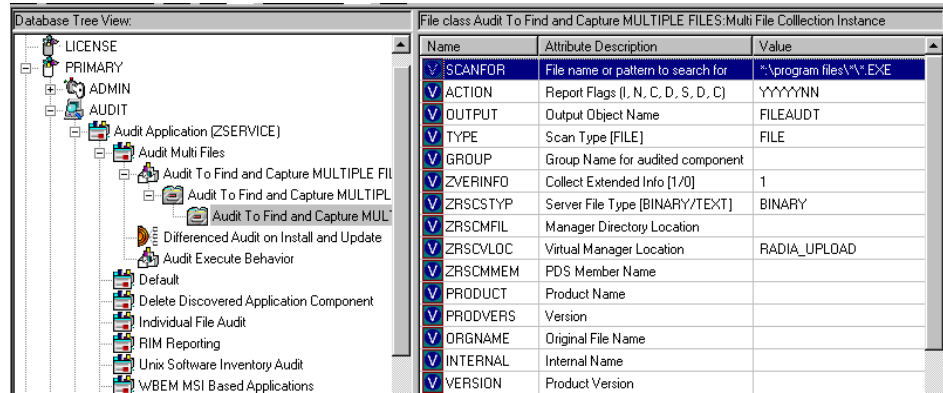 Database Tree View:
LICENSE
PRIMARY
ADMIN
AUDIT
Audit Application (ZSERVICE)
Audit Multi Files
Audit To Find and Capture MULTIPLE FIL
Audit To Find and Capture MULTIPL
Audit To Find and Capture MUL
Differenced Audit on Install and Update
Audit Execute Behavior
Default
Delete Discovered Application Component
Individual File Audit
RIM Reporting
Unix Software Inventory Audit
WBEM MSI Based Applications
File class Audit To Find and Capture MULTIPLE FILES:Multi File Colllection Instance
Name Attribute Description Value
SCANFOR File name or pattern to search for *:\program files\*\*.EXE
ACTION Report Flags (I, N, C, D, S, D, C) YYYYYNN
OUTPUT Output Object Name FILEAUDT
TYPE Scan Type [FILE] FILE
GROUP Group Name for audited component
ZVERINFO Collect Extended Info [1/0] 1
ZRSCSTYP Server File Type [BINARY/TEXT] BINARY
ZRSCMFIL Manager Directory Location
ZRSCVLOC Virtual Manager Location RADIA_UPLOAD
ZRSCMMEM PDS Member Name
PRODUCT Product Name
PRODVERS Version
ORGNAME Original File Name
INTERNAL Internal Name
VERSION Product Version